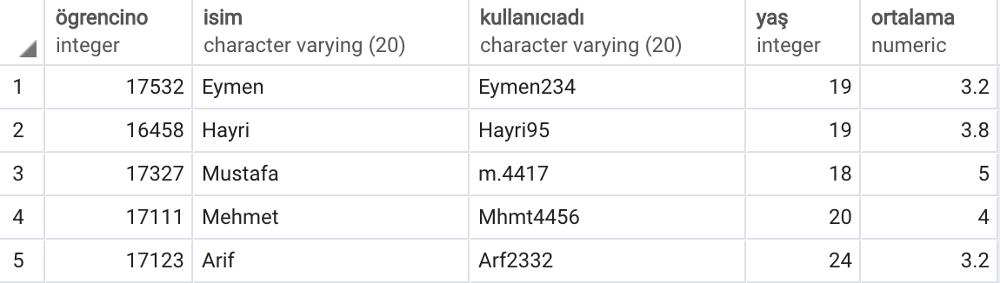 ögrencino isim kullanıcıadı yaş ortalama
integer character varying (20) character varying (20) integer numeric
1 17532 Eymen Eymen234 19 3.2
2 16458 Hayri Hayri95 19 3.8
3 17327 Mustafa m.4417 18 5
4 17111 Mehmet Mhmt4456 20 4
5 17123 Arif Arf2332 24 3.2